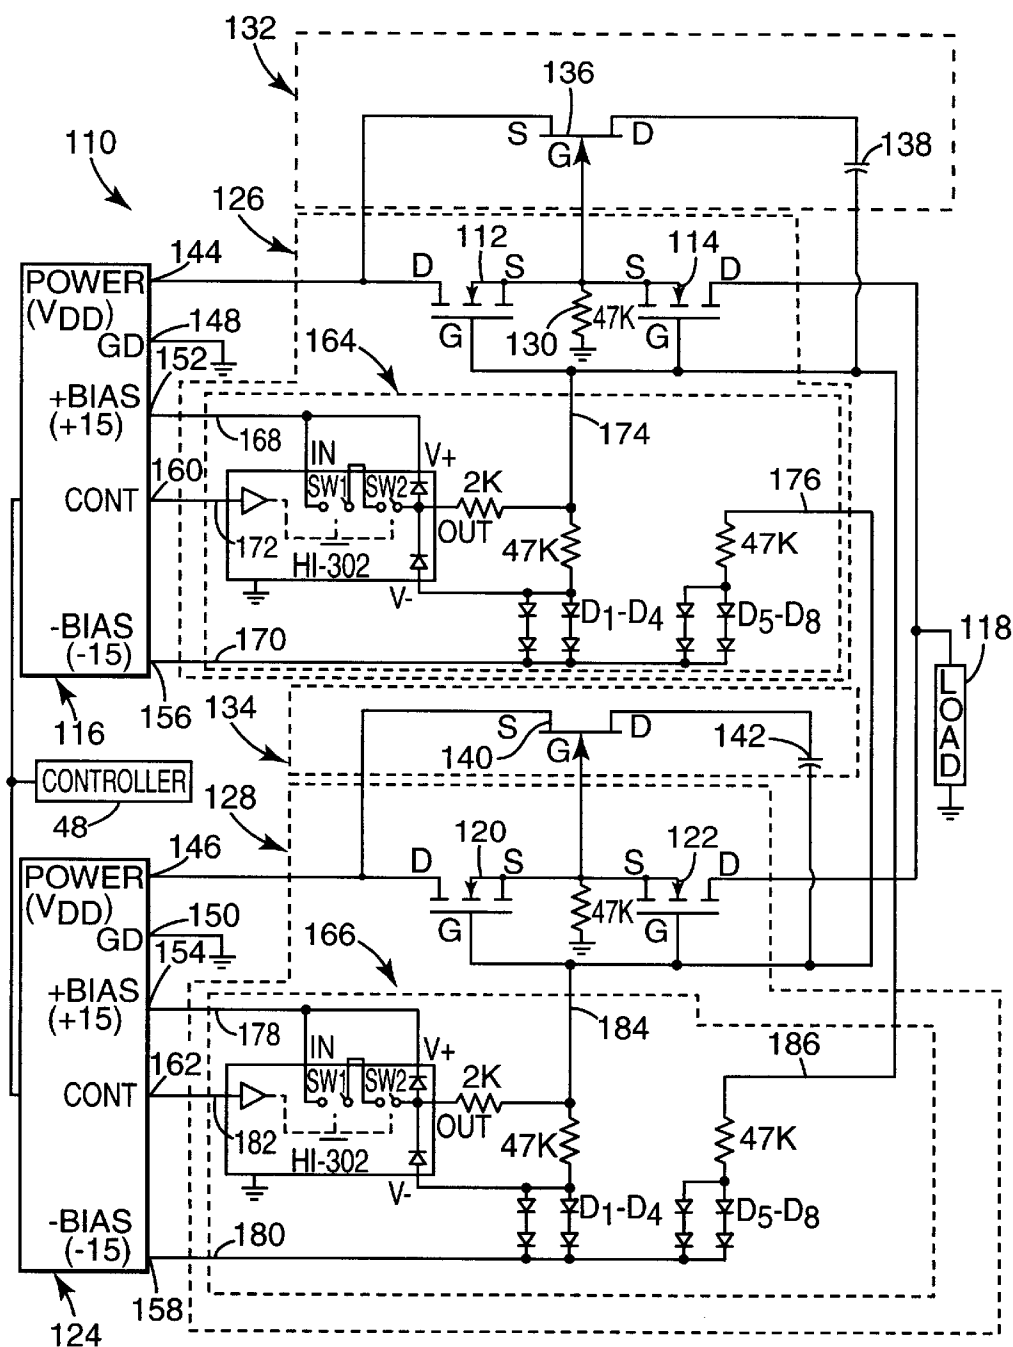 132
136
S
D
G
138
110
126
144
112
114
D
S
S
D
POWER
(VDD)
148
G
130
47K
G
GD
152
164
+BIAS
(+15)
168
174
IN
V+
160
SW1
SW2
2K
176
CONT
OUT
172
HI-302
47K
47K
V-
D1-D4
D5-D8
-BIAS
(-15)
170
118
156
134
LOAD
116
S
D
140
G
142
CONTROLLER
128
48
146
120
122
D
S
S
D
POWER
(VDD)
150
G
47K
G
GD
154
166
+BIAS
(+15)
178
184
IN
V+
186
162
SW1
SW2
2K
CONT
OUT
182
HI-302
47K
47K
V-
D1-D4
D5-D8
-BIAS
(-15)
180
158
124